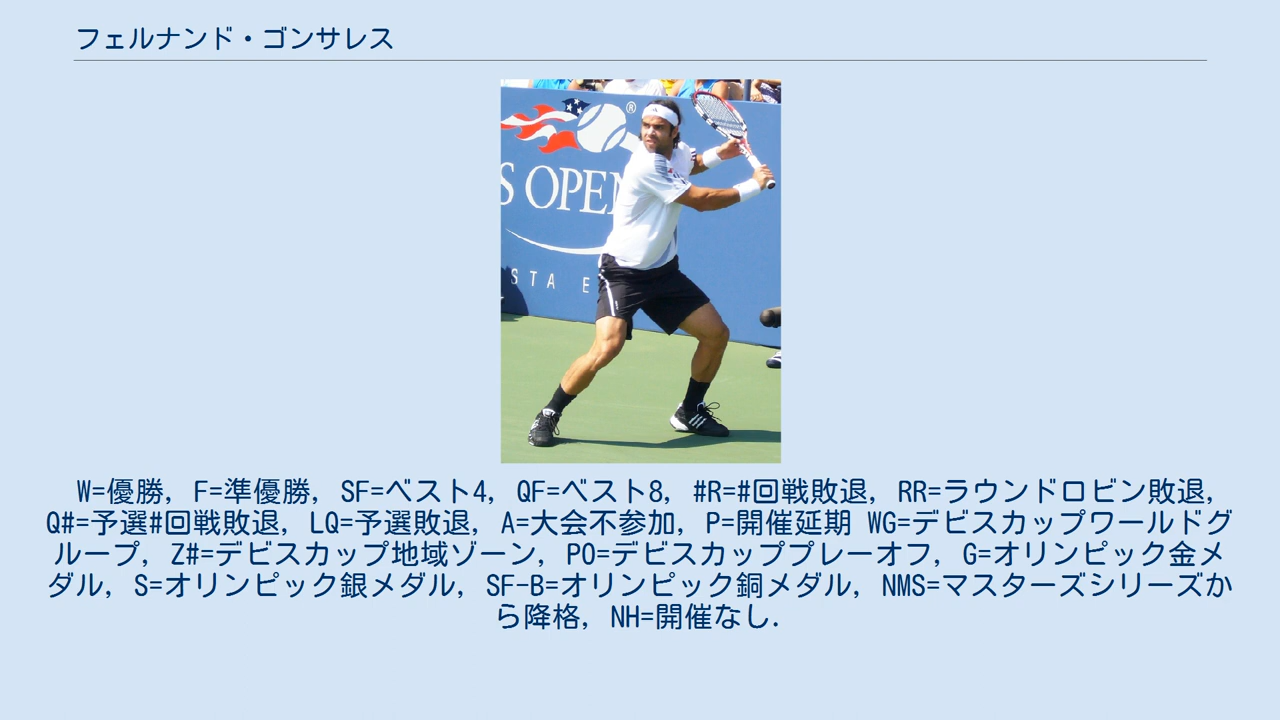 フェルナンド・ゴンサレス
®
S OPEN
STA E
W=優勝, F=準優勝, SF=ベスト4, QF=ベスト8, #R=#回戦敗退, RR=ラウンドロビン敗退,
Q#=予選#回戦敗退, LQ=予選敗退, A=大会不参加, P=開催延期 WG=デビスカップワールドグ
ループ, Z#=デビスカップ地域ゾーン, PO=デビスカッププレーオフ, G=オリンピック金メ
ダル, S=オリンピック銀メダル, SF-B=オリンピック銅メダル, NMS=マスターズシリーズか
ら降格, NH=開催なし.